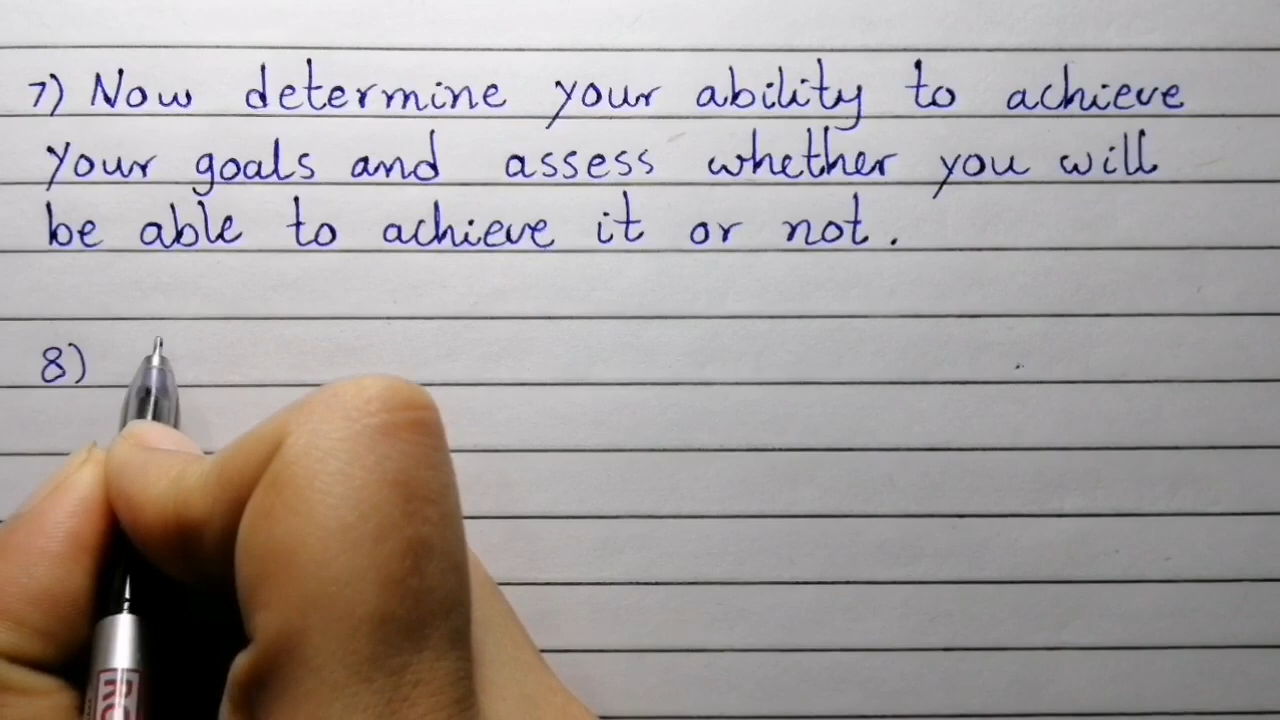 7) Now determine your ability to achieve
your goals and assess whether you will
be able to achieve it or not.
8)